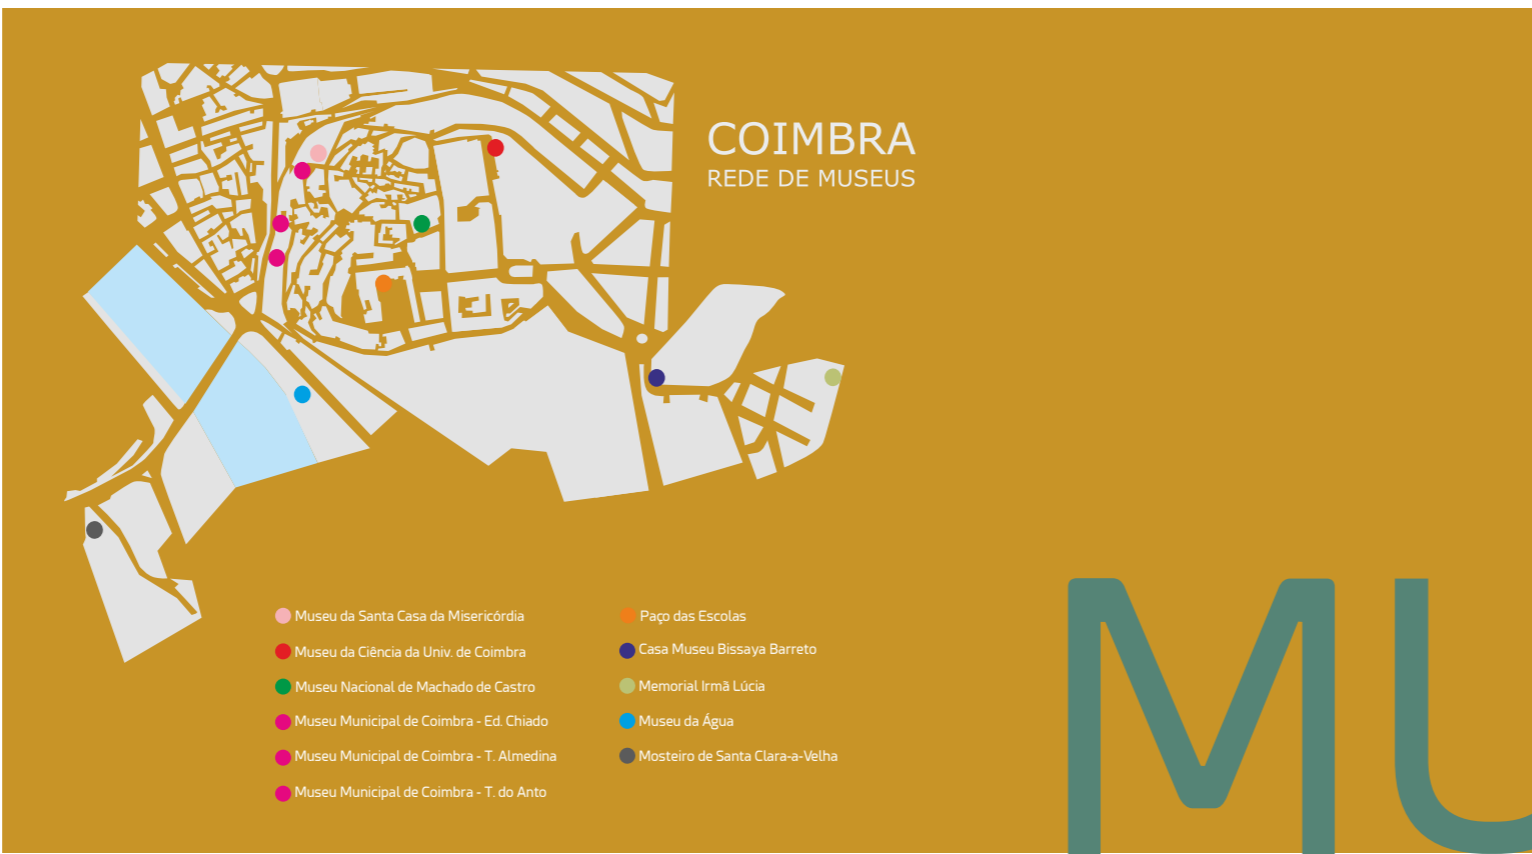 COIMBRA
REDE DE MUSEUS
Museu da Santa Casa da Misericórdia
Museu da Ciência da Univ. de Coimbra
Museu Nacional de Machado de Castro
Museu Municipal de Coimbra - Ed. Chiado
Museu Municipal de Coimbra - T. Almedina
Museu Municipal de Coimbra - T. do Anto
Paço das Escolas
Casa Museu Bissaya Barreto
Memorial Irmã Lúcia
Museu da Água
Mosteiro de Santa Clara-a-Velha
MU